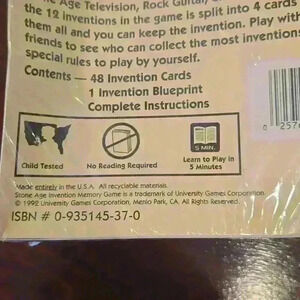 Age Television, Rock Guitar,
the 12 inventions in the game is split into 4 cards
them all and you can keep the invention. Play with
friends to see who can collect the most inventions
special rules to play by yourself.
Contents — 48 Invention Cards
1 Invention Blueprint
Complete Instructions
Child Tested
No Reading Required
5 MIN.
Learn to Play in
5 Minutes
0
Made entirely in the U.S.A. All recyclable materials.
Stone Age Invention Memory Game is a trademark of University Games Corporation.
© 1992 University Games Corporation, Menlo Park, CA. All Rights Reserved.
ISBN # 0-935145-37-0